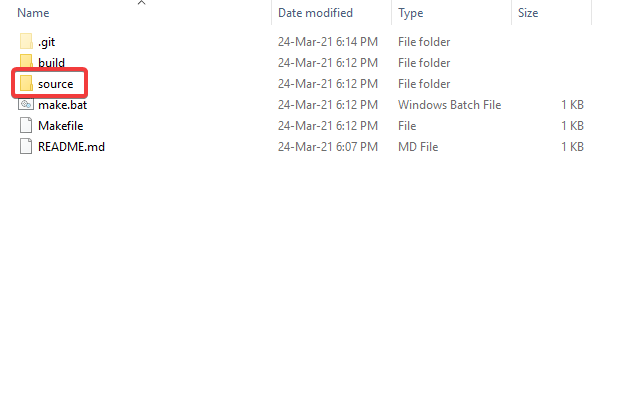 Name Date modified Type Size
.git 24-Mar-21 6:14 PM File folder
build 24-Mar-21 6:12 PM File folder
source 24-Mar-21 6:12 PM File folder
make.bat 24-Mar-21 6:12 PM Windows Batch File 1 KB
Makefile 24-Mar-21 6:12 PM File 1 KB
README.md 24-Mar-21 6:07 PM MD File 1 KB